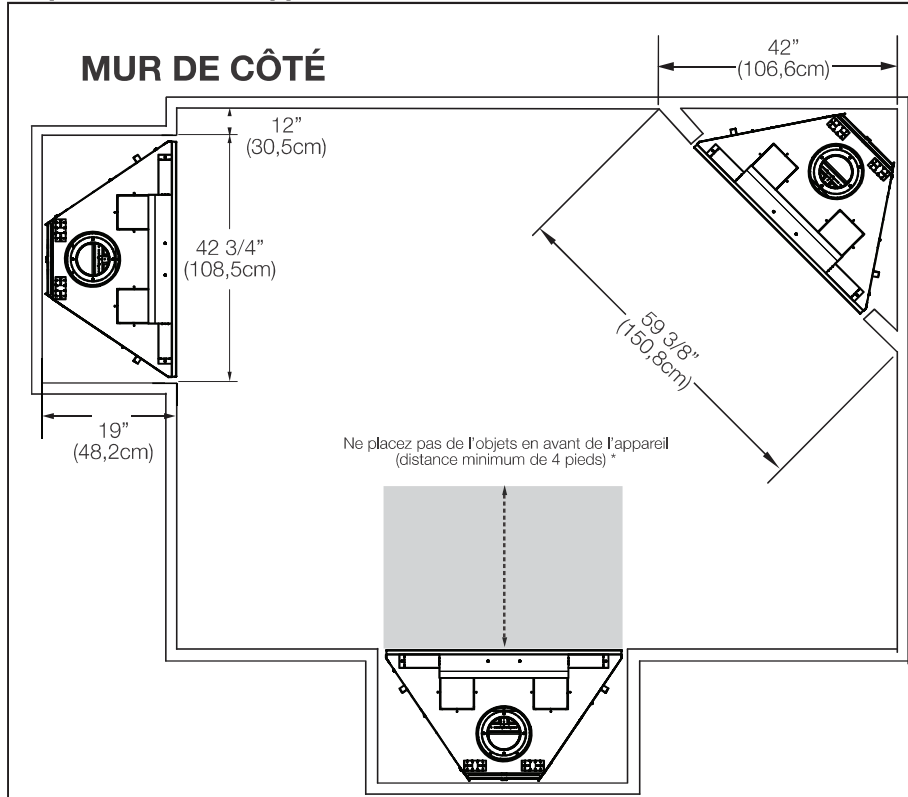 MUR DE CÔTÉ
42”
(106,6cm)
12”
(30,5cm)
42 3/4”
(108,5cm)
59 3/8”
(150,8cm)
19”
(48,2cm)
Ne placez pas de l’objets en avant de l’appareil
(distance minimum de 4 pieds) *